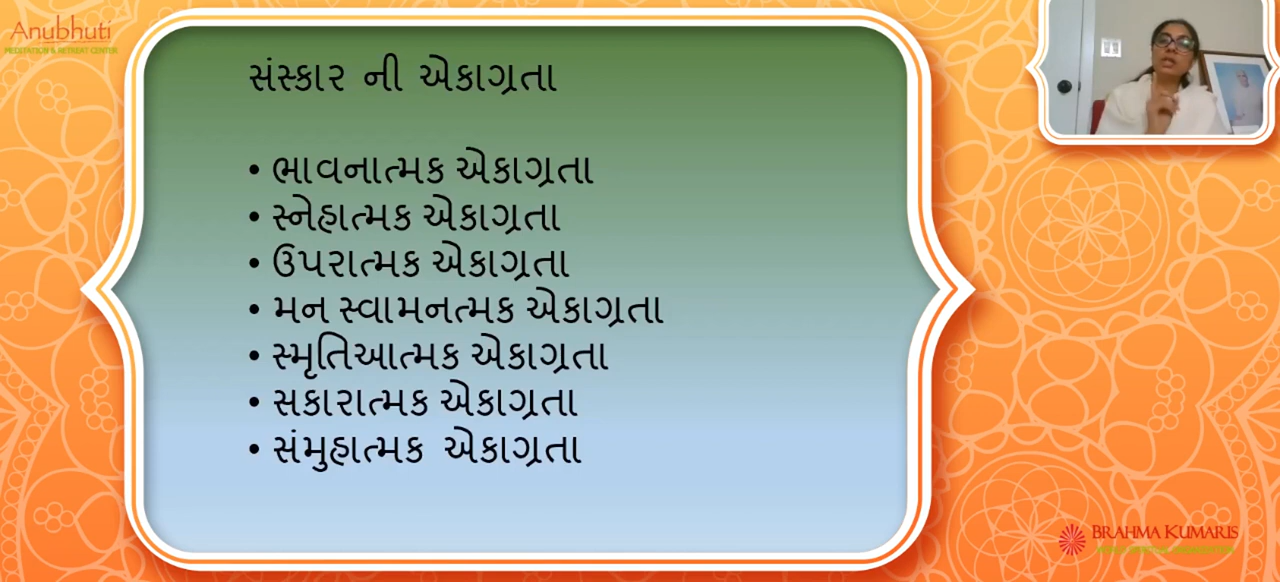 Anubhuti
MEDITATION & RETREAT CENTER
સંસ્કાર ની એકાગ્રતા
• ભાવનાત્મક એકાગ્રતા
• સ્નેહાત્મક એકાગ્રતા
• ઉપરાત્મક એકાગ્રતા
• મન સ્વામનત્મક એકાગ્રતા
• સ્મૃતિઆત્મક એકાગ્રતા
• સકારાત્મક એકાગ્રતા
• સંમુહાત્મક એકાગ્રતા
BRAHMA KUMARIS